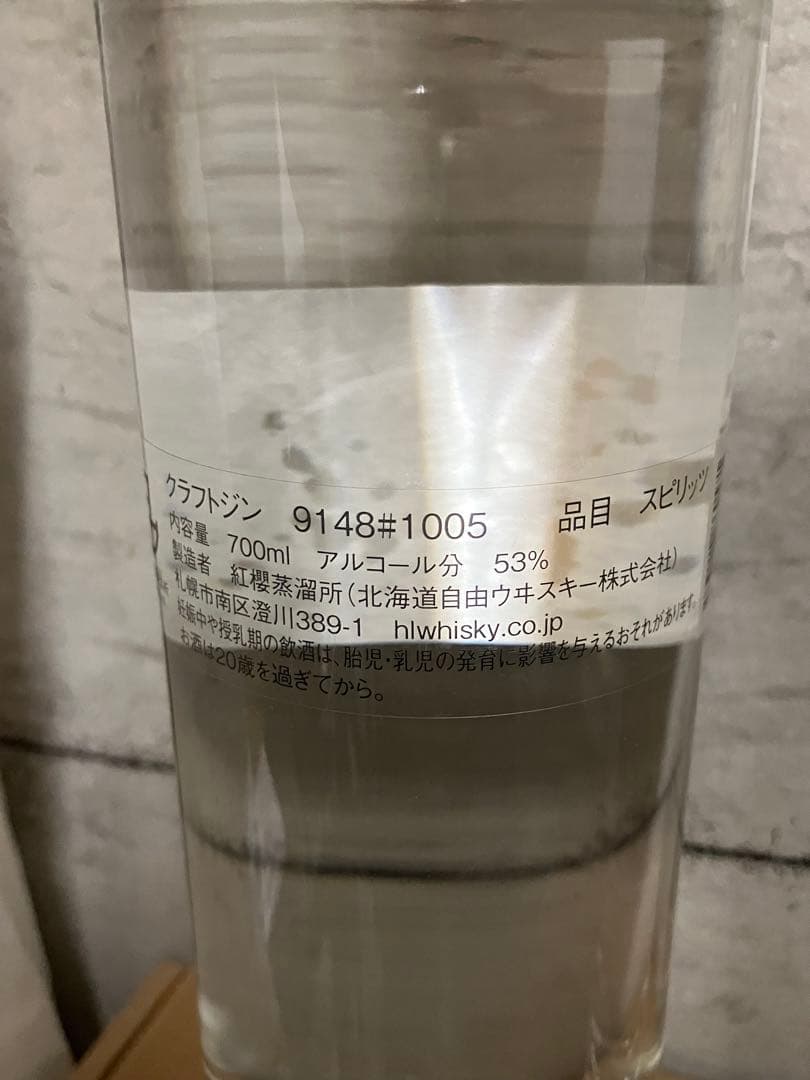 クラフトジン 9148#1005 品目 スピリッツ
内容量 700ml アルコール分 53%
製造者 紅櫻蒸溜所(北海道自由ウヰスキー株式会社)
札幌市南区澄川389-1 hlwhisky.co.jp
妊娠中や授乳期の飲酒は、胎児・乳児の発育に影響を与えるおそれがあります。
お酒は20歳を過ぎてから。